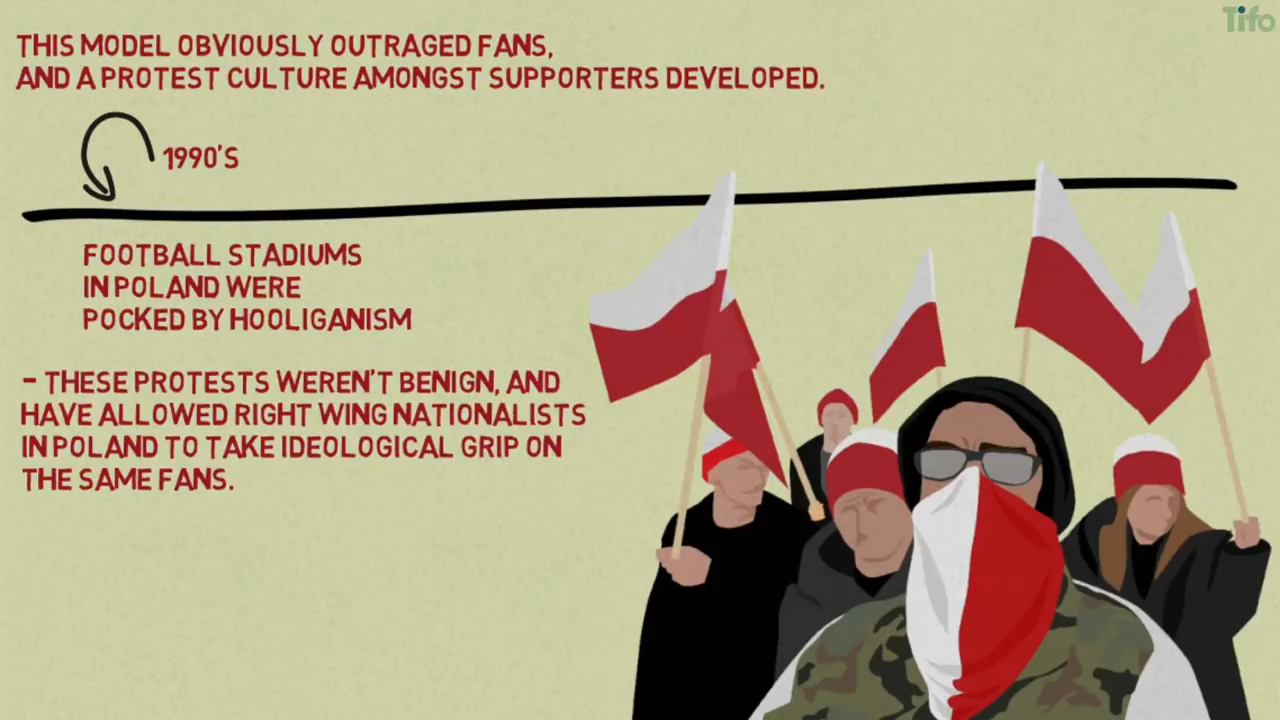 Tifo
THIS MODEL OBVIOUSLY OUTRAGED FANS,
AND A PROTEST CULTURE AMONGST SUPPORTERS DEVELOPED.
1990'S
FOOTBALL STADIUMS
IN POLAND WERE
POCKED BY HOOLIGANISM
- THESE PROTESTS WEREN'T BENIGN, AND
HAVE ALLOWED RIGHT WING NATIONALISTS
IN POLAND TO TAKE IDEOLOGICAL GRIP ON
THE SAME FANS.